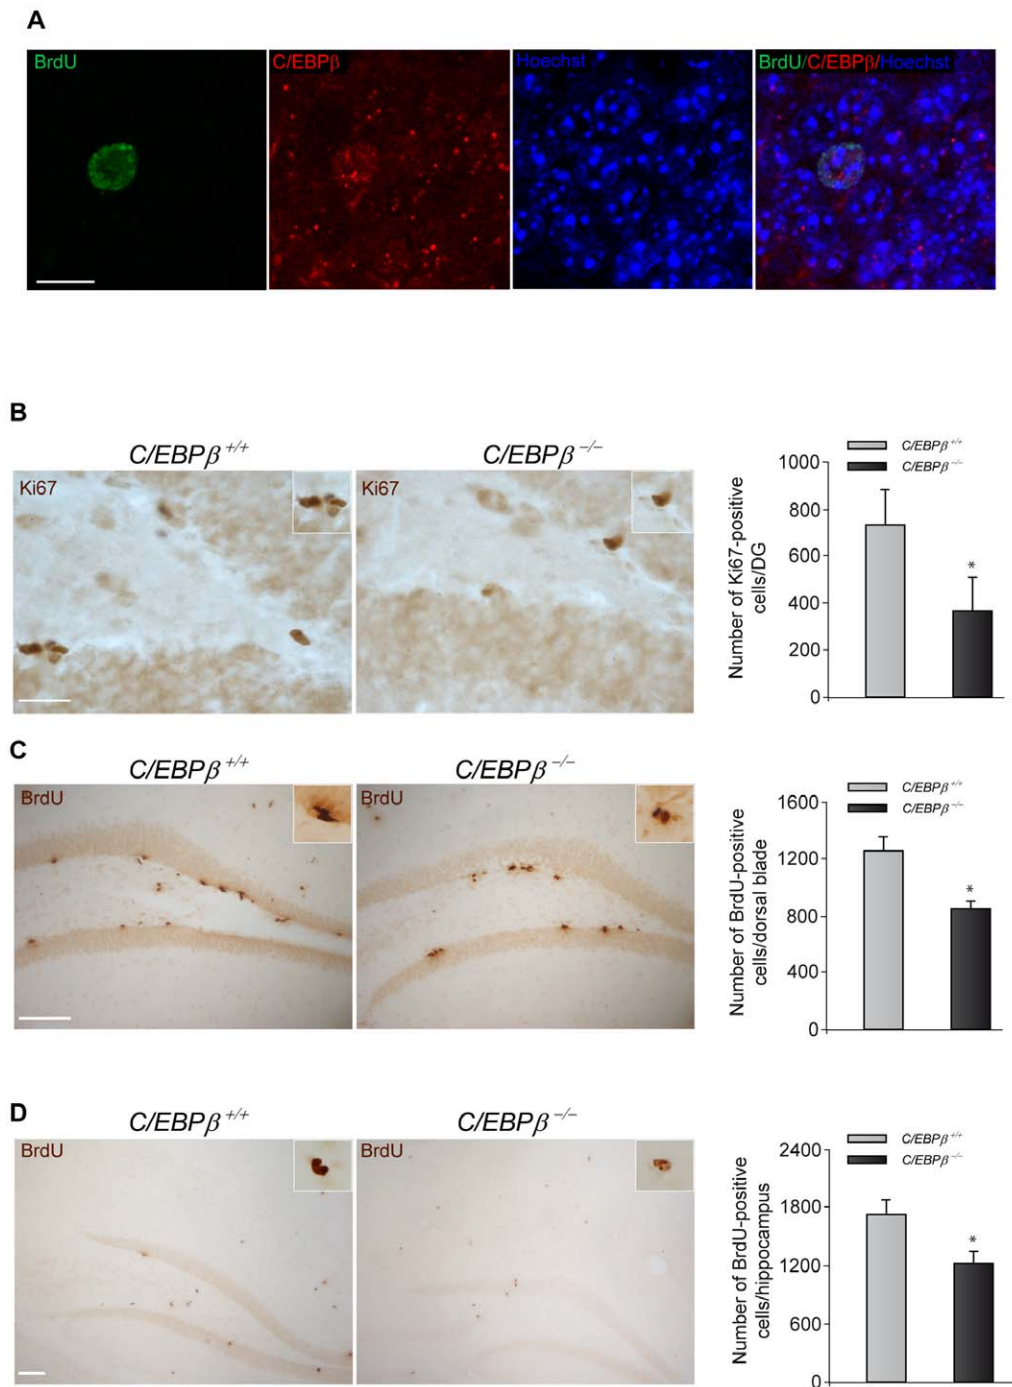 A
BrdU
C/EBPβ
Hoechst
BrdU/C/EBPβ/Hoechst
B
C/EBPβ+/+
C/EBPβ−/−
Ki67
Ki67
C/EBPβ+/+
C/EBPβ−/−
Number of Ki67-positive
cells/DG
1000
800
600
400
200
0
*
C
C/EBPβ+/+
C/EBPβ−/−
BrdU
BrdU
C/EBPβ+/+
C/EBPβ−/−
Number of BrdU-positive
cells/dorsal blade
1600
1200
800
400
0
*
D
C/EBPβ+/+
C/EBPβ−/−
BrdU
BrdU
C/EBPβ+/+
C/EBPβ−/−
Number of BrdU-positive
cells/hippocampus
2400
1800
1200
600
0
*